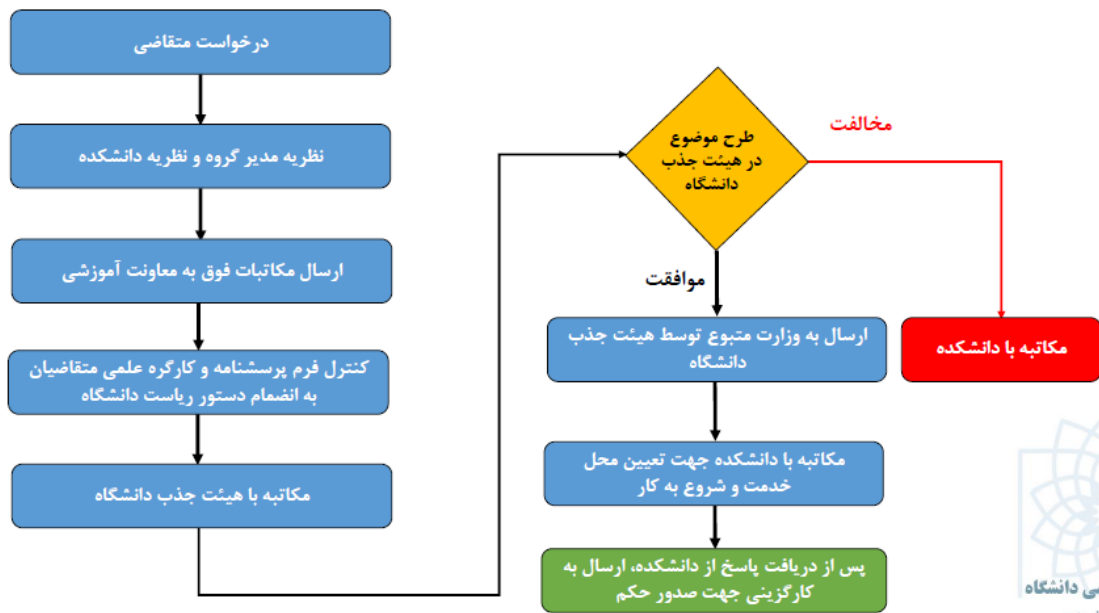 درخواست متقاضی
نظریه مدیر گروه و نظریه دانشکده
ارسال مکاتبات فوق به معاونت آموزشی
کنترل فرم پرسشنامه و کارگره علمی متقاضیان
به انضمام دستور ریاست دانشگاه
مکاتبه با هیئت جذب دانشگاه
طرح موضوع
در هیئت جذب
دانشگاه
مخالفت
موافقت
مکاتبه با دانشکده
ارسال به وزارت متبوع توسط هیئت جذب
دانشگاه
مکاتبه با دانشکده جهت تعیین محل
خدمت و شروع به کار
پس از دریافت پاسخ از دانشکده، ارسال به
کارگزینی جهت صدور حکم
دانشگاه